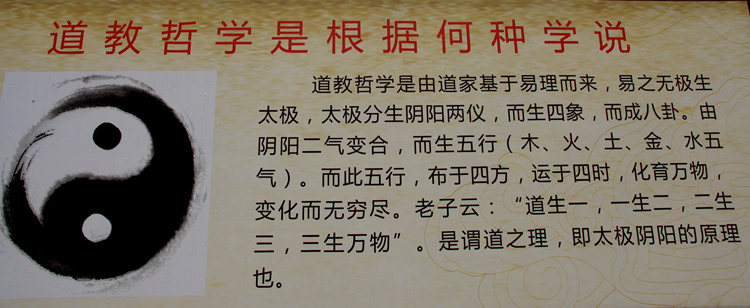 道教哲学是根据何种学说
道教哲学是由道家基于易理而来，易之无极生
太极，太极分生阴阳两仪，而生四象，而成八卦。由
阴阳二气变合，而生五行（木、火、土、金、水五
气）。而此五行，布于四方，运于四时，化育万物，
变化而无穷尽。老子云：“道生一，一生二，二生
三，三生万物”。是谓道之理，即太极阴阳的原理
也。